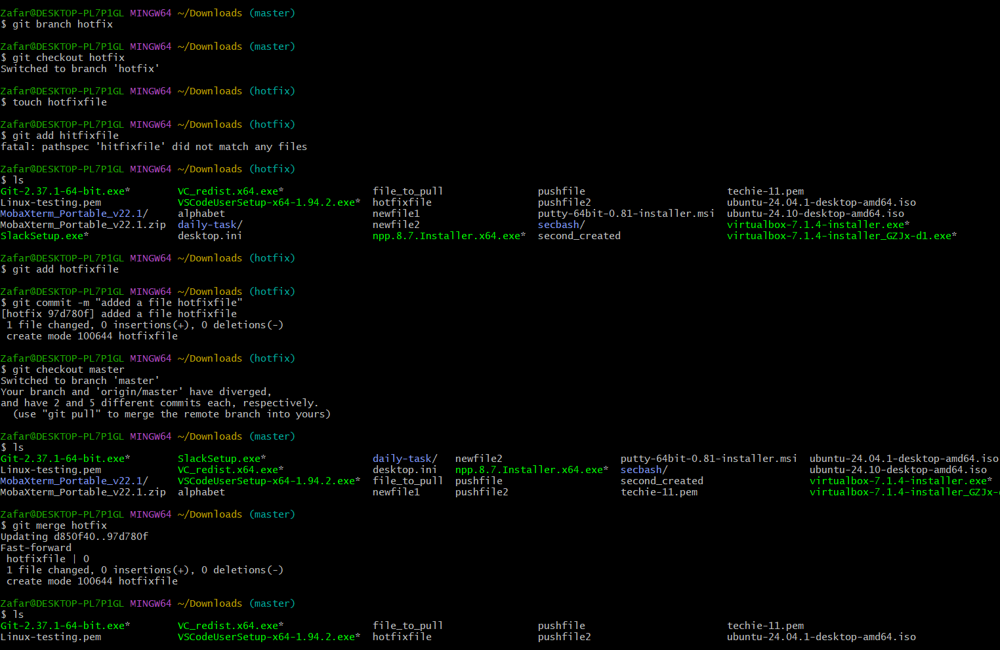 Zafar@DESKTOP-PL7P1GL MINGW64 ~/Downloads (master)
$ git branch hotfix
Zafar@DESKTOP-PL7P1GL MINGW64 ~/Downloads (master)
$ git checkout hotfix
Switched to branch 'hotfix'
Zafar@DESKTOP-PL7P1GL MINGW64 ~/Downloads (hotfix)
$ touch hotfixfile
Zafar@DESKTOP-PL7P1GL MINGW64 ~/Downloads (hotfix)
$ git add hitfixfile
fatal: pathspec 'hitfixfile' did not match any files
Zafar@DESKTOP-PL7P1GL MINGW64 ~/Downloads (hotfix)
$ ls
Git-2.37.1-64-bit.exe* VC_redist.x64.exe* file_to_pull pushfile techie-11.pem
Linux-testing.pem VSCodeUserSetup-x64-1.94.2.exe* hotfixfile pushfile2 ubuntu-24.04.1-desktop-amd64.iso
MobaXterm_Portable_v22.1/ alphabet newfile1 putty-64bit-0.81-installer.msi ubuntu-24.10-desktop-amd64.iso
MobaXterm_Portable_v22.1.zip daily-task/ newfile2 secbash/ virtualbox-7.1.4-installer.exe*
SlackSetup.exe* desktop.ini npp.8.7.Installer.x64.exe* second_created virtualbox-7.1.4-installer_GZJx-d1.exe*
Zafar@DESKTOP-PL7P1GL MINGW64 ~/Downloads (hotfix)
$ git add hotfixfile
Zafar@DESKTOP-PL7P1GL MINGW64 ~/Downloads (hotfix)
$ git commit -m "added a file hotfixfile"
[hotfix 97d780f] added a file hotfixfile
1 file changed, 0 insertions(+), 0 deletions(-)
create mode 100644 hotfixfile
Zafar@DESKTOP-PL7P1GL MINGW64 ~/Downloads (hotfix)
$ git checkout master
Switched to branch 'master'
Your branch and 'origin/master' have diverged,
and have 2 and 5 different commits each, respectively.
(use "git pull" to merge the remote branch into yours)
Zafar@DESKTOP-PL7P1GL MINGW64 ~/Downloads (master)
$ ls
Git-2.37.1-64-bit.exe* SlackSetup.exe* daily-task/ newfile2 putty-64bit-0.81-installer.msi ubuntu-24.04.1-desktop-amd64.iso
Linux-testing.pem VC_redist.x64.exe* desktop.ini npp.8.7.Installer.x64.exe* secbash/ ubuntu-24.10-desktop-amd64.iso
MobaXterm_Portable_v22.1/ VSCodeUserSetup-x64-1.94.2.exe* file_to_pull pushfile second_created virtualbox-7.1.4-installer.exe*
MobaXterm_Portable_v22.1.zip alphabet newfile1 pushfile2 techie-11.pem virtualbox-7.1.4-installer_GZJx-
Zafar@DESKTOP-PL7P1GL MINGW64 ~/Downloads (master)
$ git merge hotfix
Updating d850f40..97d780f
Fast-forward
hotfixfile | 0
1 file changed, 0 insertions(+), 0 deletions(-)
create mode 100644 hotfixfile
Zafar@DESKTOP-PL7P1GL MINGW64 ~/Downloads (master)
$ ls
Git-2.37.1-64-bit.exe* VC_redist.x64.exe* file_to_pull pushfile techie-11.pem
Linux-testing.pem VSCodeUserSetup-x64-1.94.2.exe* hotfixfile pushfile2 ubuntu-24.04.1-desktop-amd64.iso